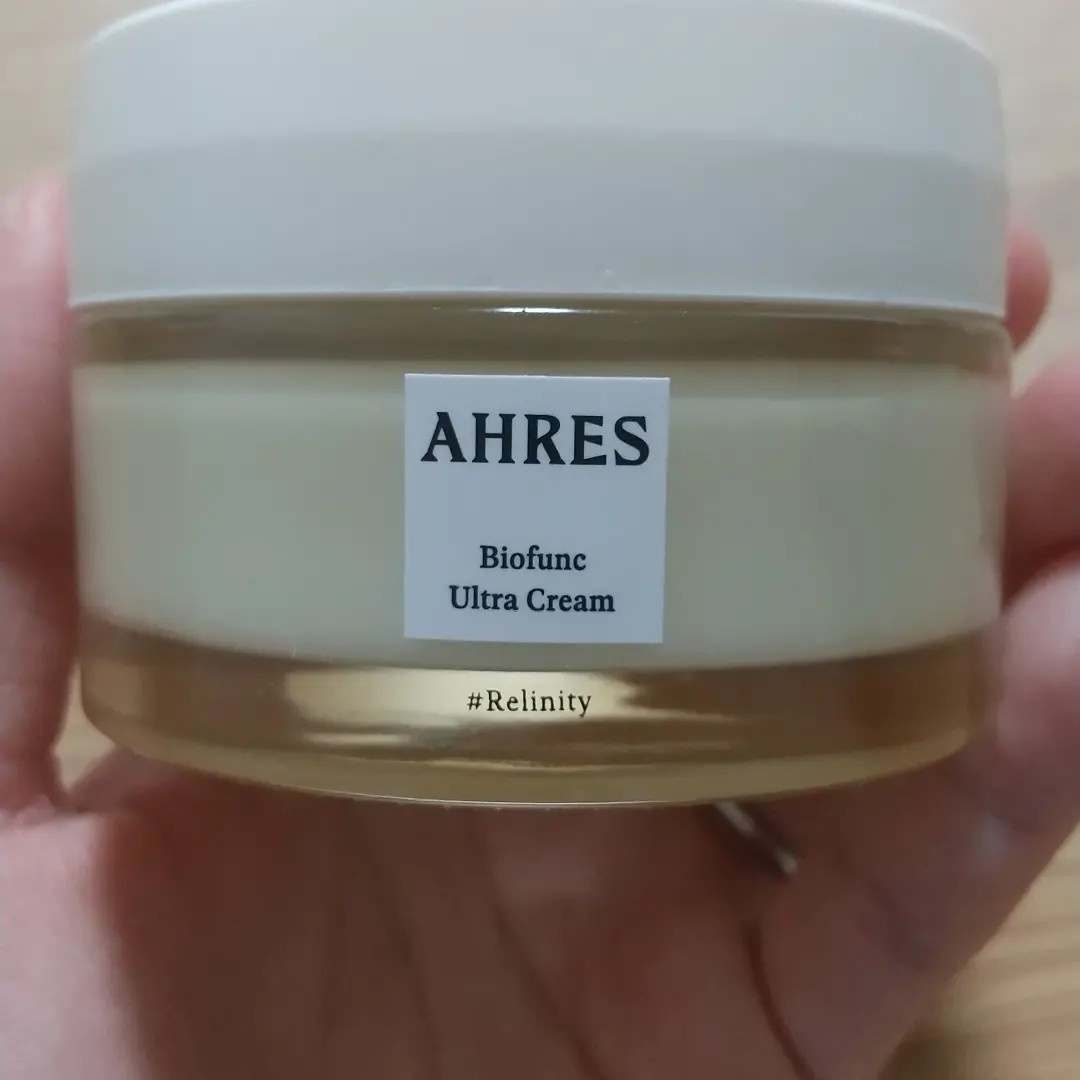 AHRES
Biofunc
Ultra Cream
#Relinity